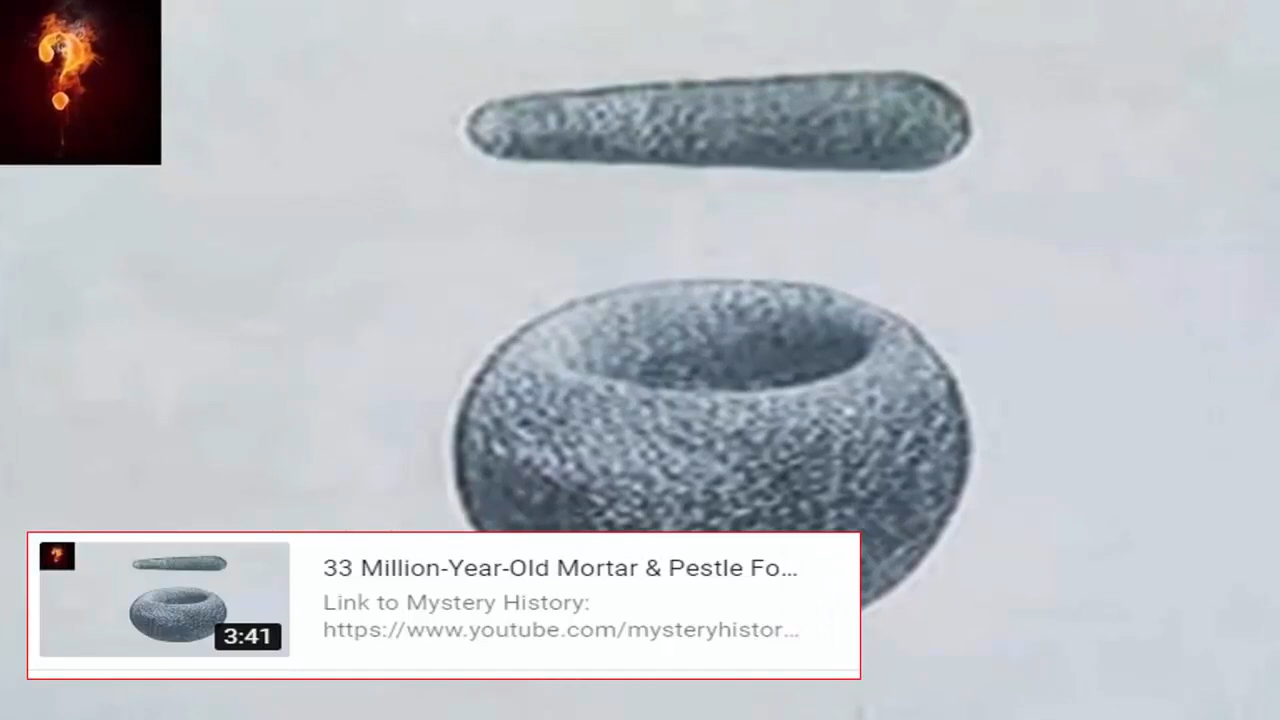 33 Million-Year-Old Mortar & Pestle Fo...
Link to Mystery History:
https://www.youtube.com/mysteryhistor...
3:41